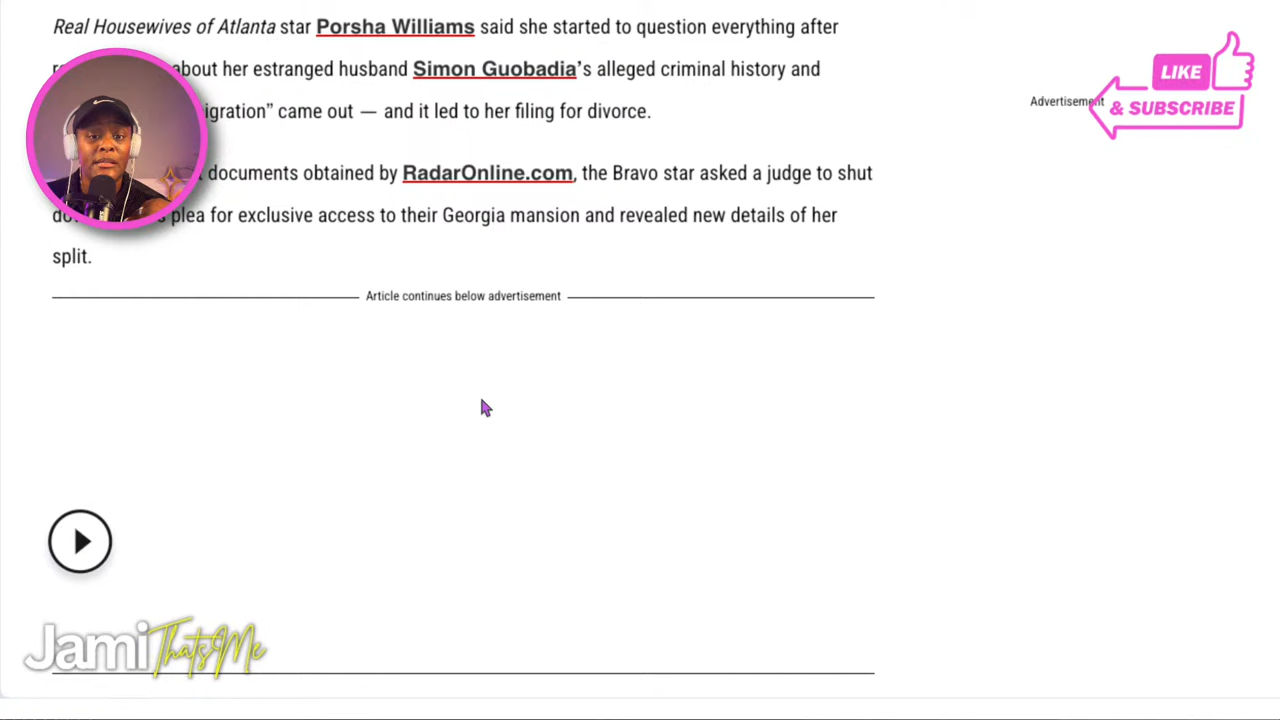 Real Housewives of Atlanta star Porsha Williams said she started to question everything after
about her estranged husband Simon Guobadia's alleged criminal history and
igration” came out — and it led to her filing for divorce.
documents obtained by RadarOnline.com, the Bravo star asked a judge to shut
plea for exclusive access to their Georgia mansion and revealed new details of her
split.
Article continues below advertisement
Advertisement
LIKE
& SUBSCRIBE
Jami ThatsMe